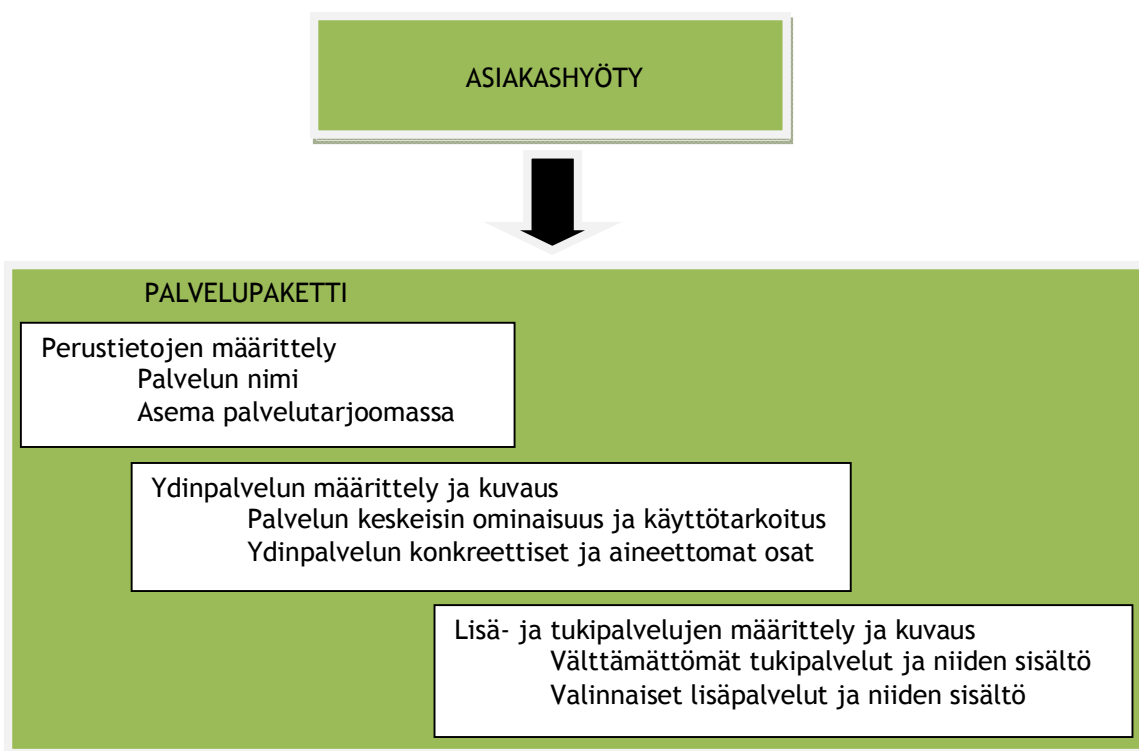 ASIAKASHYÖTY
PALVELUPAKETTI
Perustietojen määrittely
Palvelun nimi
Asema palvelutarjoomassa
Ydinpalvelun määrittely ja kuvaus
Palvelun keskeisin ominaisuus ja käyttötarkoitus
Ydinpalvelun konkreettiset ja aineettomat osat
Lisä- ja tukipalvelujen määrittely ja kuvaus
Välttämättömät tukipalvelut ja niiden sisältö
Valinnaiset lisäpalvelut ja niiden sisältö